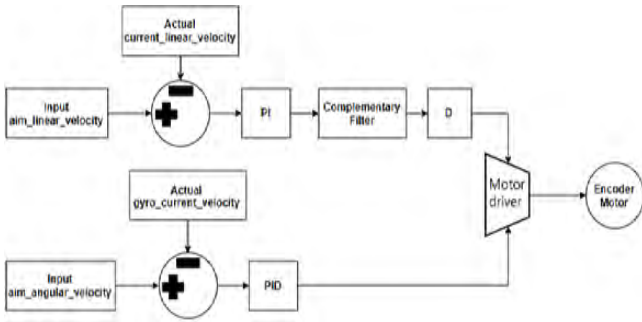 Actual
current_linear_velocity
Input
aim_linear_velocity
PI
Complementary
Filter
D
Motor
driver
Encoder
Motor
Actual
gyro_current_velocity
Input
aim_angular_velocity
PID